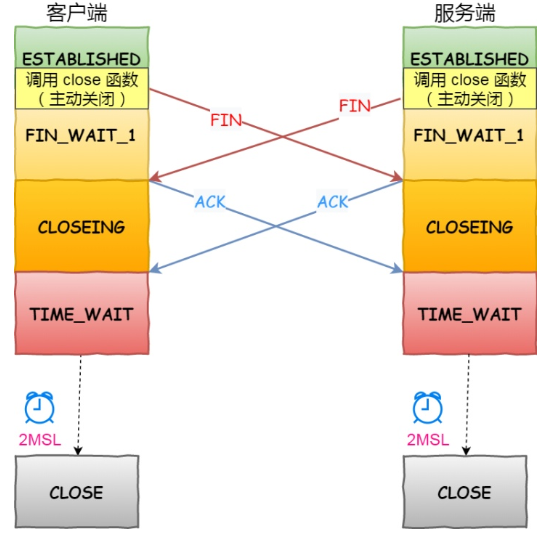 客户端
服务端
ESTABLISHED
ESTABLISHED
调用 close 函数
（主动关闭）
调用 close 函数
（主动关闭）
FIN
FIN
FIN_WAIT_1
FIN_WAIT_1
ACK
ACK
CLOSEING
CLOSEING
TIME_WAIT
TIME_WAIT
2MSL
2MSL
CLOSE
CLOSE